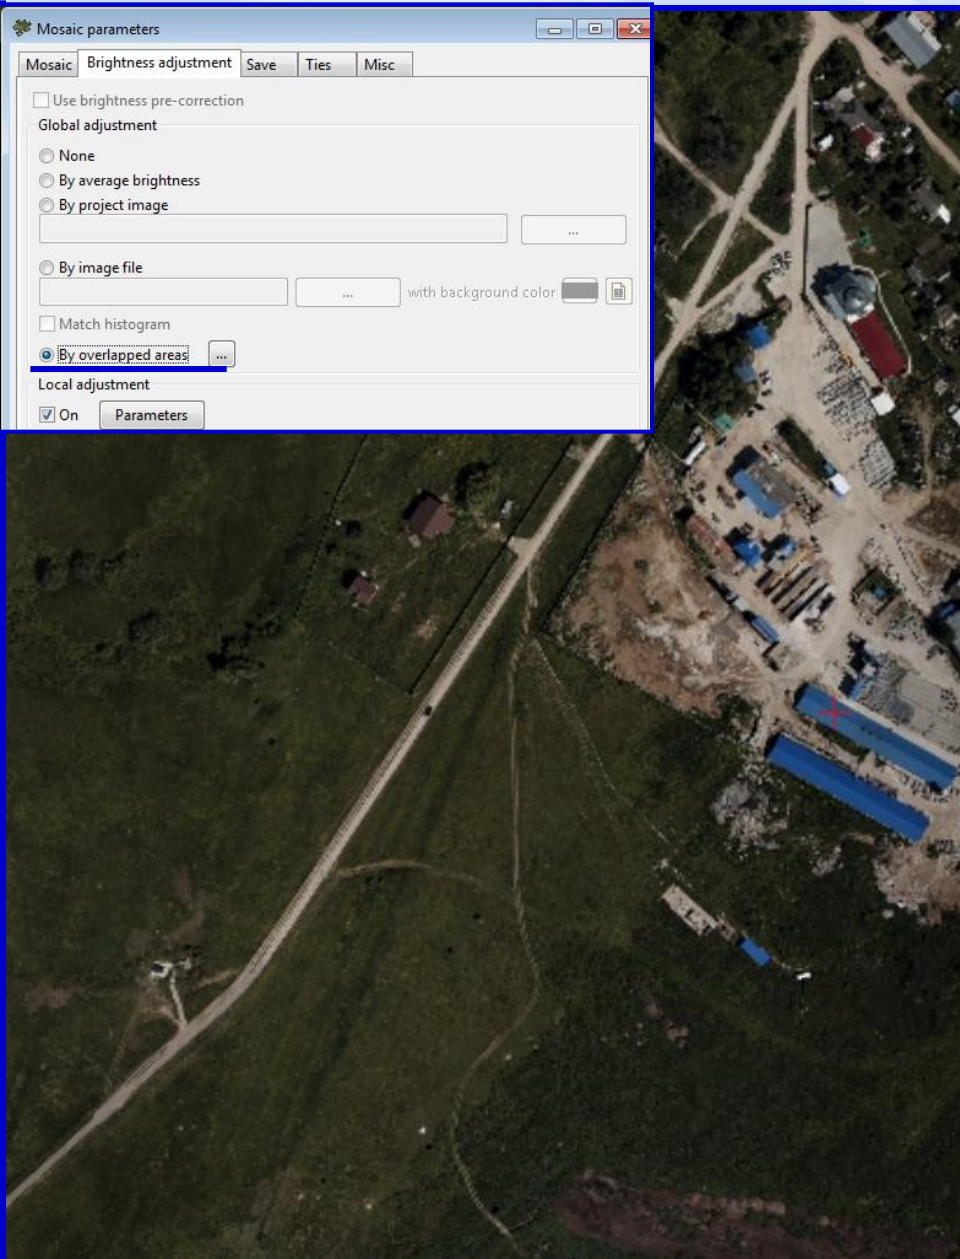 Mosaic parameters
Mosaic Brightness adjustment Save Ties Misc
Use brightness pre-correction
Global adjustment
None
By average brightness
By project image
...
By image file
... with background color
Match histogram
By overlapped areas ...
Local adjustment
On Parameters